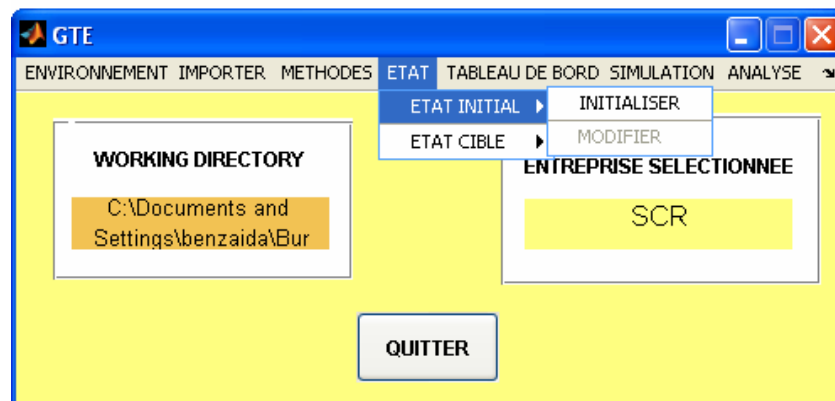 GTE
ENVIRONNEMENT IMPORTER METHODES ETAT TABLEAU DE BORD SIMULATION ANALYSE
ETAT INITIAL INITIALISER
ETAT CIBLE MODIFIER
WORKING DIRECTORY
C:\Documents and
Settings\benzaida\Bur
ENTREPRISE SELECTIONNEE
SCR
QUITTER